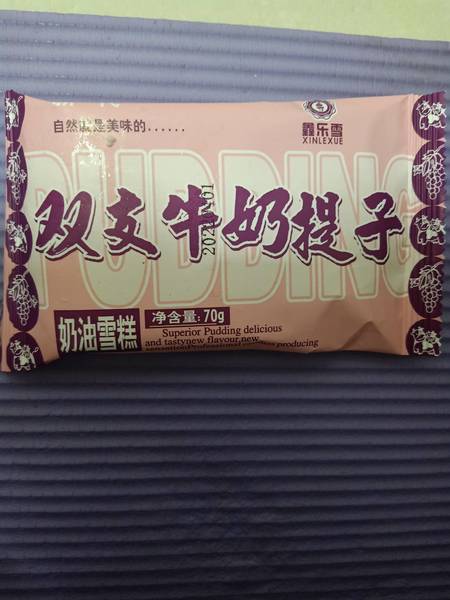 自然就是美味的......
鑫乐雪
XINLEXUE
PUDDING
双支牛奶提子
净含量:70g
奶油雪糕
Superior Pudding delicious
and tastynew flavour,new
producing